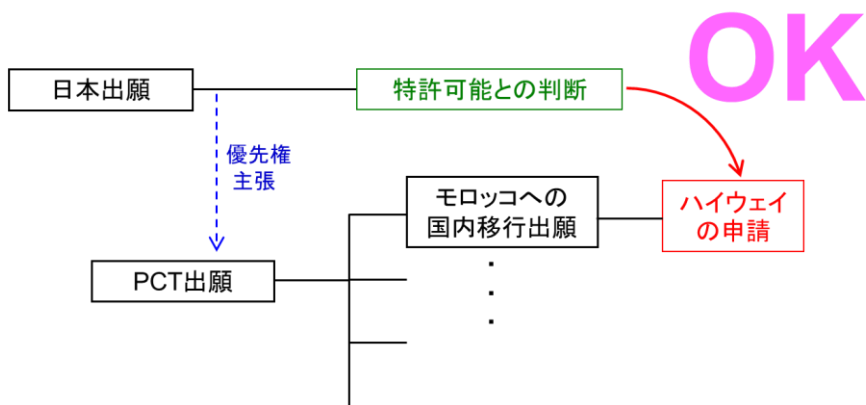 OK
日本出願
特許可能との判断
優先権
主張
モロッコへの
国内移行出願
ハイウェイ
の申請
PCT出願